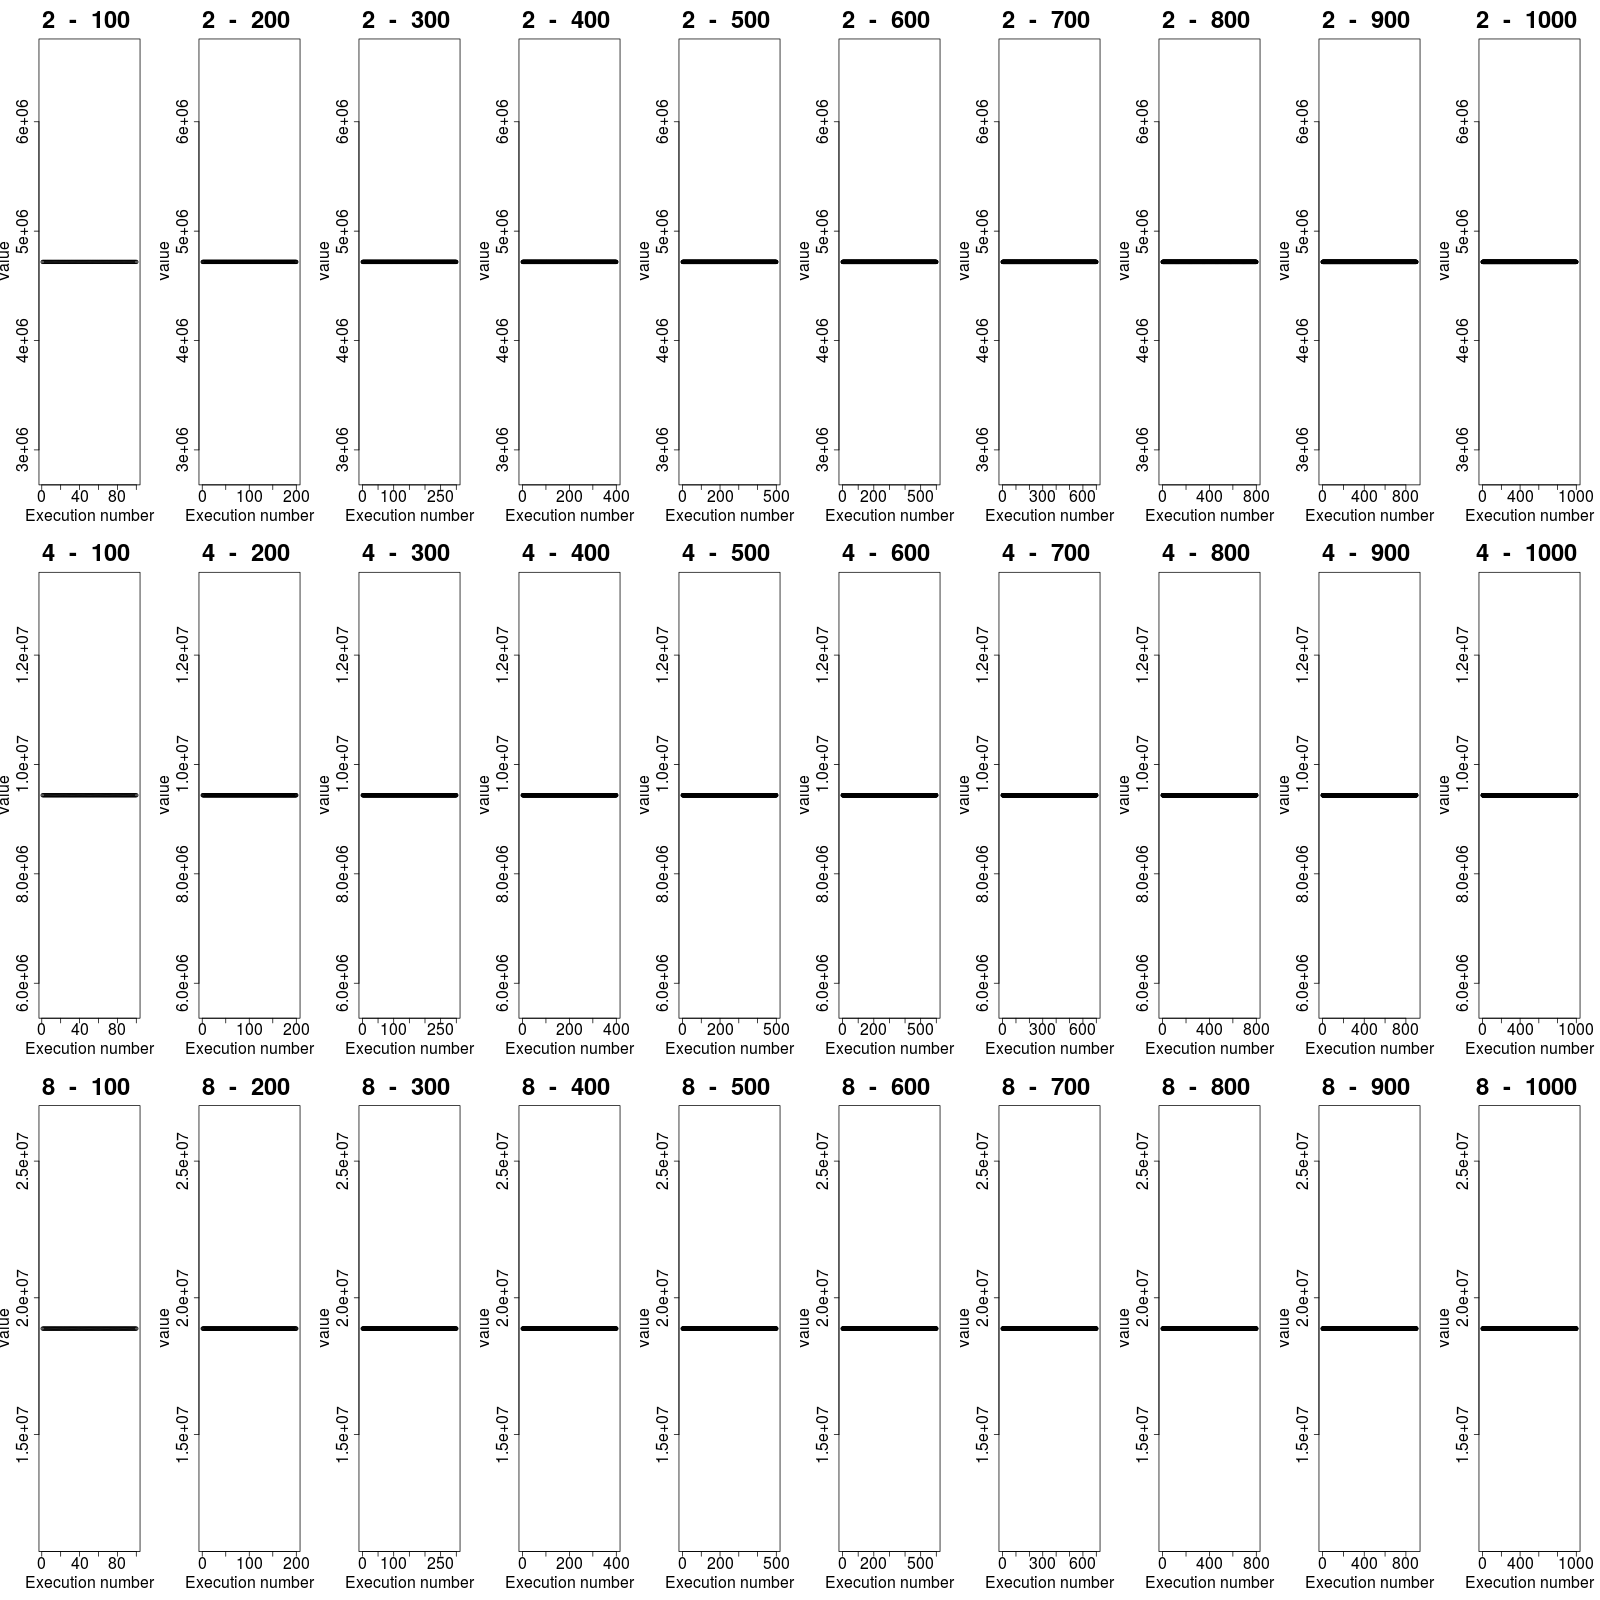 2 - 100 2 - 200 2 - 300 2 - 400 2 - 500 2 - 600 2 - 700 2 - 800 2 - 900 2 - 1000
6e+06 6e+06 6e+06 6e+06 6e+06 6e+06 6e+06 6e+06 6e+06 6e+06
5e+06 5e+06 5e+06 5e+06 5e+06 5e+06 5e+06 5e+06 5e+06 5e+06
value value value value value value value value value value
4e+06 4e+06 4e+06 4e+06 4e+06 4e+06 4e+06 4e+06 4e+06 4e+06
3e+06 3e+06 3e+06 3e+06 3e+06 3e+06 3e+06 3e+06 3e+06 3e+06
0 40 80 0 100 200 0 100 250 0 200 400 0 200 500 0 200 500 0 300 600 0 400 800 0 400 800 0 400 1000
Execution number Execution number Execution number Execution number Execution number Execution number Execution number Execution number Execution number Execution number
4 - 100 4 - 200 4 - 300 4 - 400 4 - 500 4 - 600 4 - 700 4 - 800 4 - 900 4 - 1000
1.2e+07 1.2e+07 1.2e+07 1.2e+07 1.2e+07 1.2e+07 1.2e+07 1.2e+07 1.2e+07 1.2e+07
1.0e+07 1.0e+07 1.0e+07 1.0e+07 1.0e+07 1.0e+07 1.0e+07 1.0e+07 1.0e+07 1.0e+07
value value value value value value value value value value
8.0e+06 8.0e+06 8.0e+06 8.0e+06 8.0e+06 8.0e+06 8.0e+06 8.0e+06 8.0e+06 8.0e+06
6.0e+06 6.0e+06 6.0e+06 6.0e+06 6.0e+06 6.0e+06 6.0e+06 6.0e+06 6.0e+06 6.0e+06
0 40 80 0 100 200 0 100 250 0 200 400 0 200 500 0 200 500 0 300 600 0 400 800 0 400 800 0 400 1000
Execution number Execution number Execution number Execution number Execution number Execution number Execution number Execution number Execution number Execution number
8 - 100 8 - 200 8 - 300 8 - 400 8 - 500 8 - 600 8 - 700 8 - 800 8 - 900 8 - 1000
2.5e+07 2.5e+07 2.5e+07 2.5e+07 2.5e+07 2.5e+07 2.5e+07 2.5e+07 2.5e+07 2.5e+07
2.0e+07 2.0e+07 2.0e+07 2.0e+07 2.0e+07 2.0e+07 2.0e+07 2.0e+07 2.0e+07 2.0e+07
value value value value value value value value value value
1.5e+07 1.5e+07 1.5e+07 1.5e+07 1.5e+07 1.5e+07 1.5e+07 1.5e+07 1.5e+07 1.5e+07
0 40 80 0 100 200 0 100 250 0 200 400 0 200 500 0 200 500 0 300 600 0 400 800 0 400 800 0 400 1000
Execution number Execution number Execution number Execution number Execution number Execution number Execution number Execution number Execution number Execution number